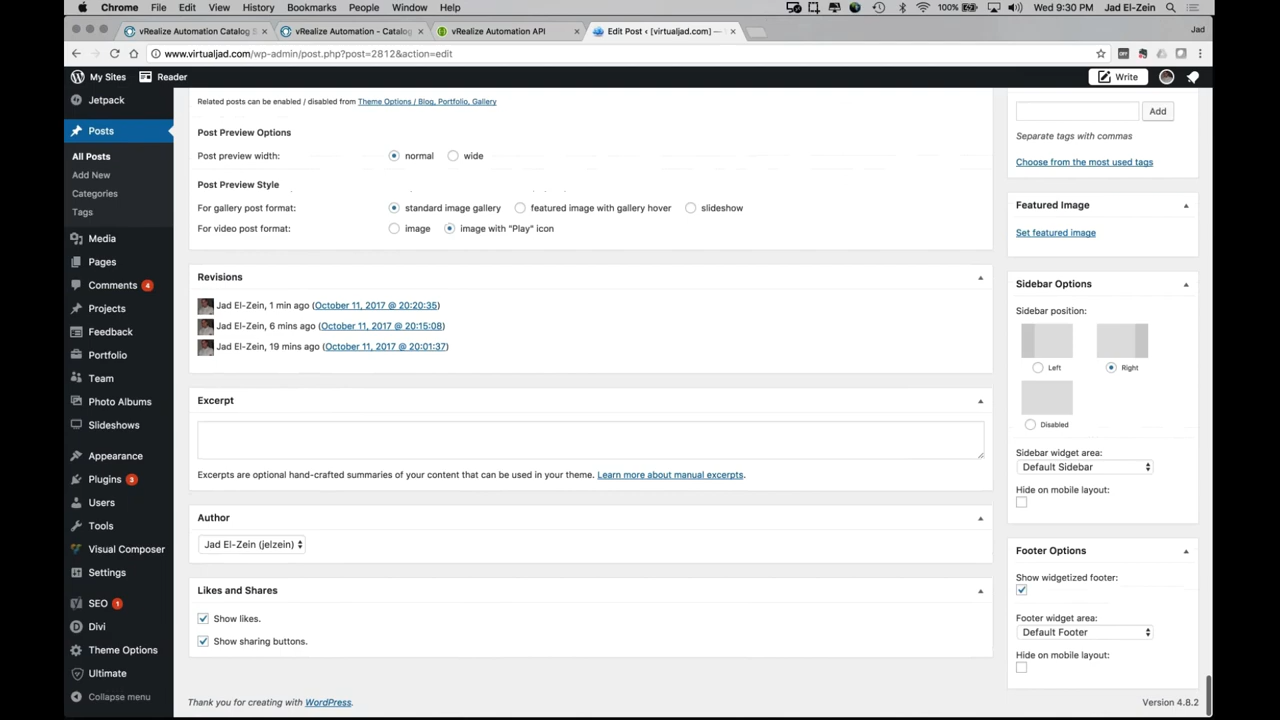 Chrome File Edit View History Bookmarks People Window Help 100% Wed 9:30 PM Jad El-Zein
vRealize Automation Catalog S vRealize Automation - Catalog vRealize Automation API Edit Post ‹ [virtualjad.com] — Jad
www.virtualjad.com/wp-admin/post.php?post=2812&action=edit
My Sites Reader Write
Jetpack
Posts
All Posts
Add New
Categories
Tags
Media
Pages
Comments 4
Projects
Feedback
Portfolio
Team
Photo Albums
Slideshows
Appearance
Plugins 3
Users
Tools
Visual Composer
Settings
SEO 1
Divi
Theme Options
Ultimate
Collapse menu
Related posts can be enabled / disabled from Theme Options / Blog, Portfolio, Gallery
Post Preview Options
Post preview width: normal wide
Post Preview Style
For gallery post format: standard image gallery featured image with gallery hover slideshow
For video post format: image image with "Play" icon
Revisions
Jad El-Zein, 1 min ago (October 11, 2017 @ 20:20:35)
Jad El-Zein, 6 mins ago (October 11, 2017 @ 20:15:08)
Jad El-Zein, 19 mins ago (October 11, 2017 @ 20:01:37)
Excerpt
Excerpts are optional hand-crafted summaries of your content that can be used in your theme. Learn more about manual excerpts.
Author
Jad El-Zein (jelzein)
Likes and Shares
Show likes.
Show sharing buttons.
Thank you for creating with WordPress.
Add
Separate tags with commas
Choose from the most used tags
Featured Image
Set featured image
Sidebar Options
Sidebar position:
Left Right
Disabled
Sidebar widget area:
Default Sidebar
Hide on mobile layout:
Footer Options
Show widgetized footer:
Footer widget area:
Default Footer
Hide on mobile layout:
Version 4.8.2